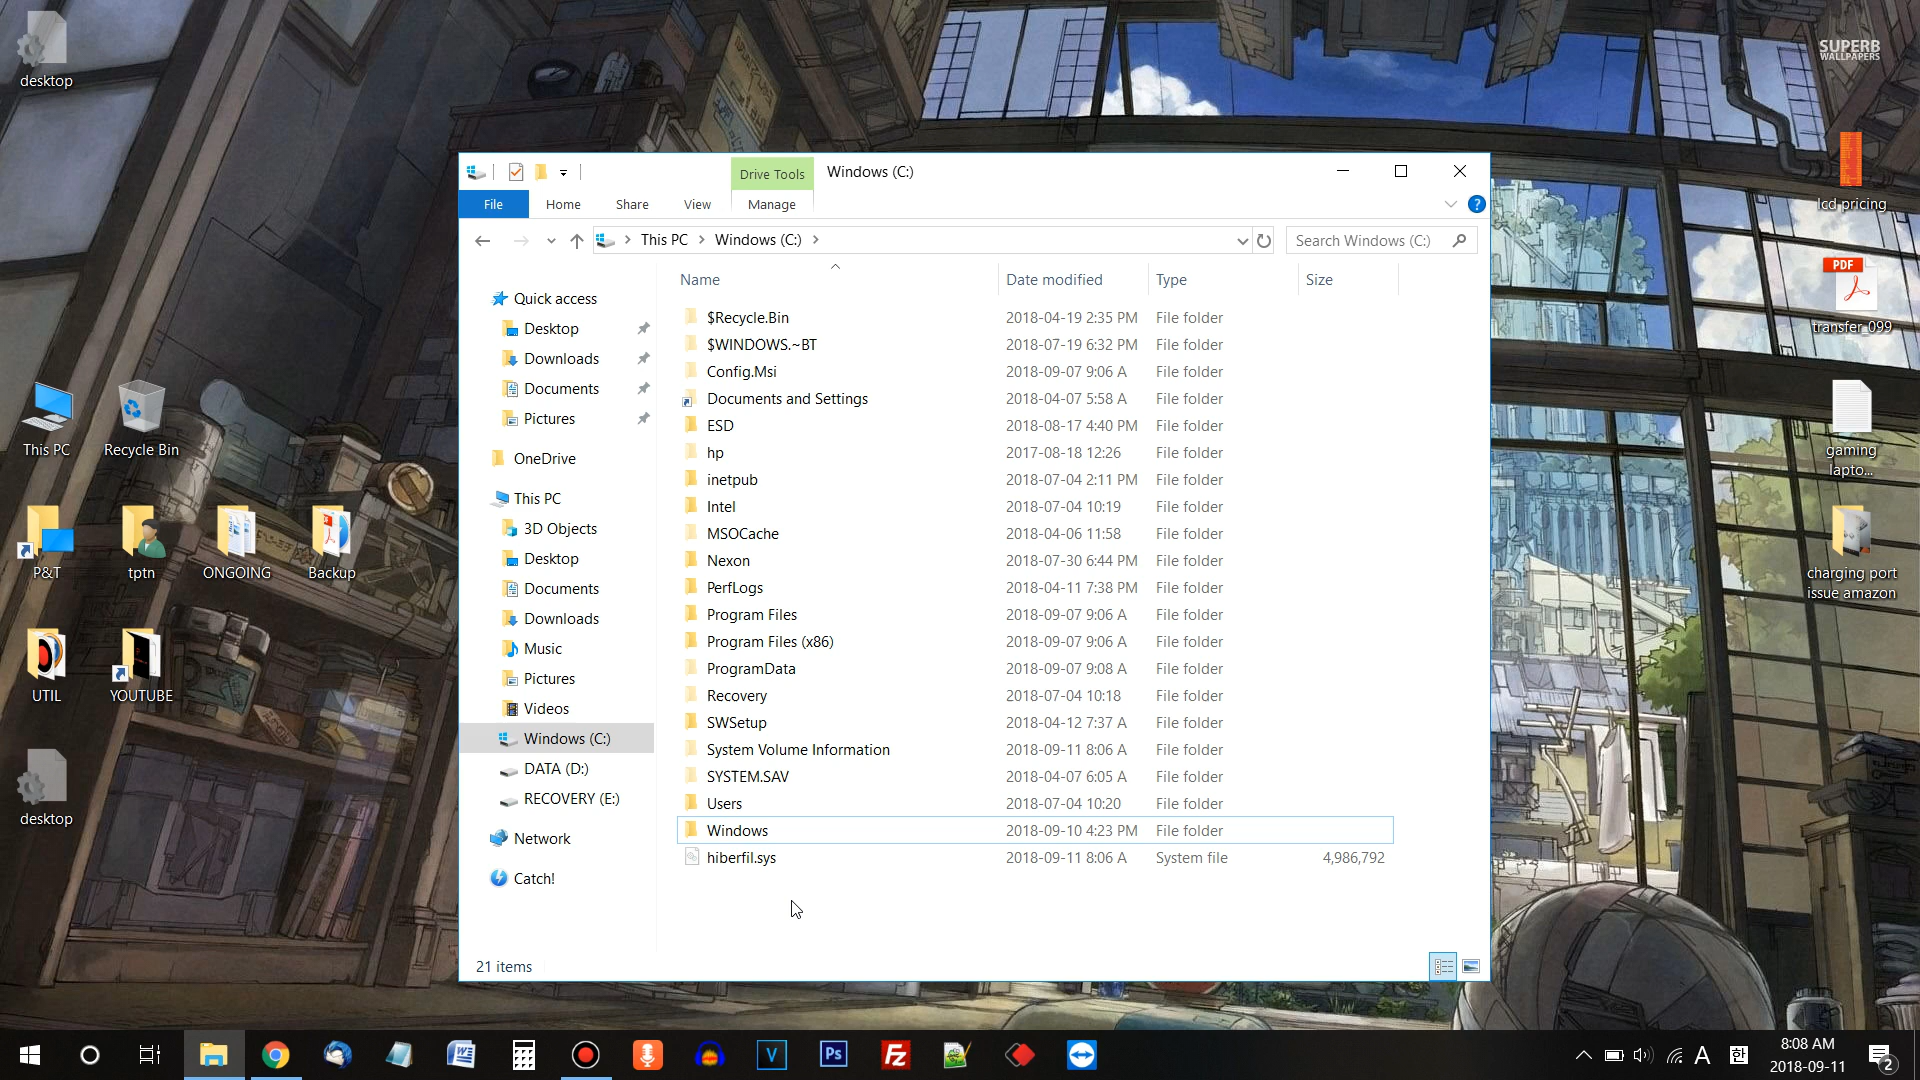 desktop
SUPERB
WALLPAPERS
Drive Tools
Windows (C:)
File
Home
Share
View
Manage
This PC
Windows (C:)
Search Windows (C:)
Name
Date modified
Type
Size
Quick access
Desktop
Downloads
Documents
Pictures
OneDrive
This PC
3D Objects
Desktop
Documents
Downloads
Music
Pictures
Videos
Windows (C:)
DATA (D:)
RECOVERY (E:)
Network
Catch!
$Recycle.Bin 2018-04-19 2:35 PM File folder
$WINDOWS.~BT 2018-07-19 6:32 PM File folder
Config.Msi 2018-09-07 9:06 A File folder
Documents and Settings 2018-04-07 5:58 A File folder
ESD 2018-08-17 4:40 PM File folder
hp 2017-08-18 12:26 File folder
inetpub 2018-07-04 2:11 PM File folder
Intel 2018-07-04 10:19 File folder
MSOCache 2018-04-06 11:58 File folder
Nexon 2018-07-30 6:44 PM File folder
PerfLogs 2018-04-11 7:38 PM File folder
Program Files 2018-09-07 9:06 A File folder
Program Files (x86) 2018-09-07 9:06 A File folder
ProgramData 2018-09-07 9:08 A File folder
Recovery 2018-07-04 10:18 File folder
SWSetup 2018-04-12 7:37 A File folder
System Volume Information 2018-09-11 8:06 A File folder
SYSTEM.SAV 2018-04-07 6:05 A File folder
Users 2018-07-04 10:20 File folder
Windows 2018-09-10 4:23 PM File folder
hiberfil.sys 2018-09-11 8:06 A System file 4,986,792
21 items
This PC
Recycle Bin
P&T
tptn
ONGOING
Backup
UTIL
YOUTUBE
desktop
lcd pricing
PDF
transfer_099
gaming
lapto...
charging port
issue amazon
W
V
Ps
Fz
A
한
8:08 AM
2018-09-11
2